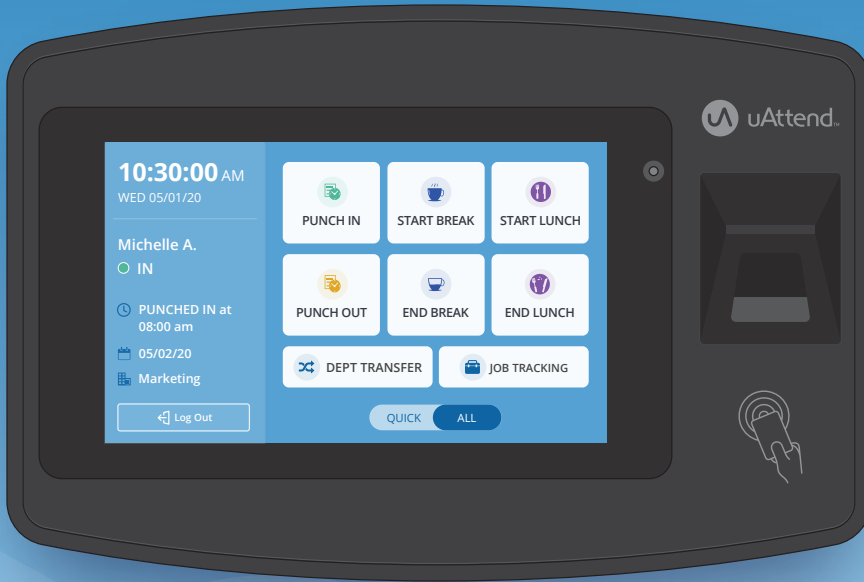 uAttend™
10:30:00 AM
WED 05/01/20
Michelle A.
IN
PUNCHED IN at
08:00 am
05/02/20
Marketing
Log Out
PUNCH IN
START BREAK
START LUNCH
PUNCH OUT
END BREAK
END LUNCH
DEPT TRANSFER
JOB TRACKING
QUICK
ALL